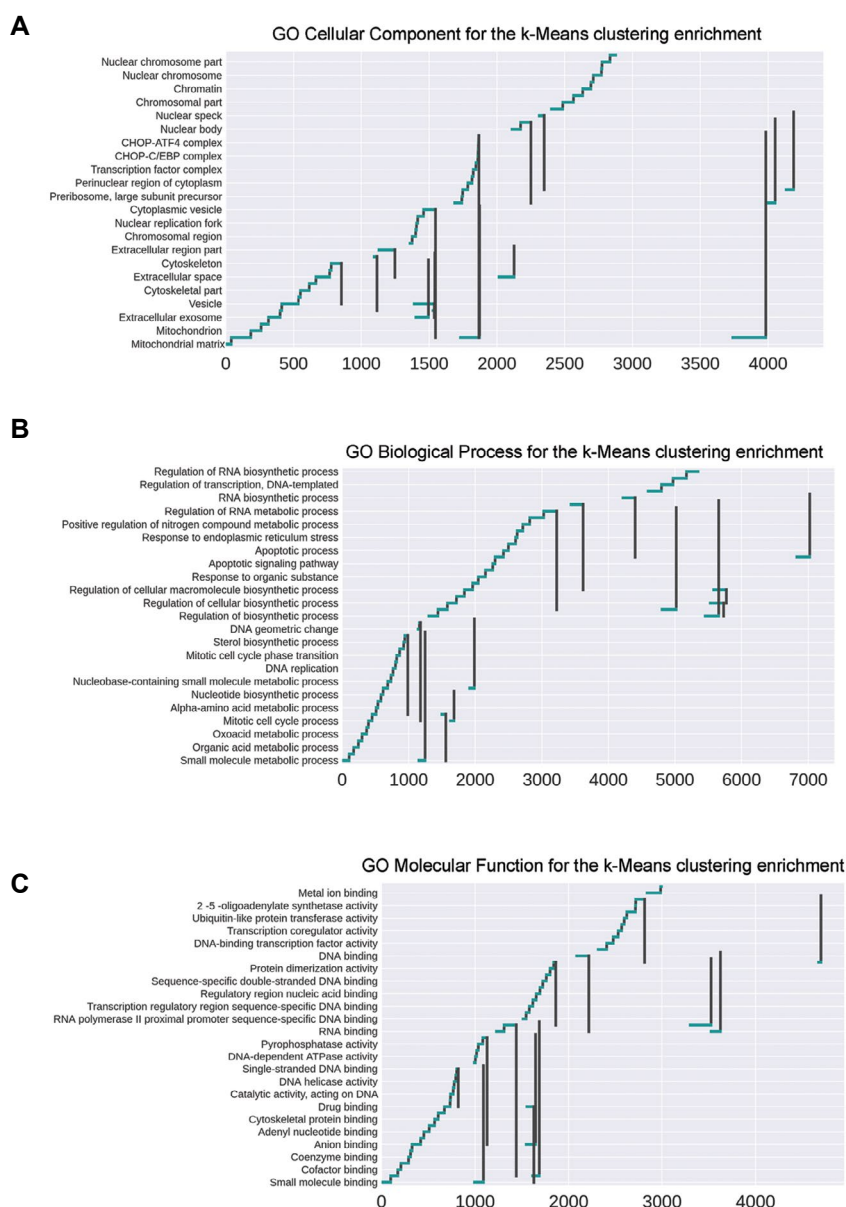 A
GO Cellular Component for the k-Means clustering enrichment
Nuclear chromosome part
Nuclear chromosome
Chromatin
Chromosomal part
Nuclear speck
Nuclear body
CHOP-ATF4 complex
CHOP-C/EBP complex
Transcription factor complex
Perinuclear region of cytoplasm
Preribosome, large subunit precursor
Cytoplasmic vesicle
Nuclear replication fork
Chromosomal region
Extracellular region part
Cytoskeleton
Extracellular space
Cytoskeletal part
Vesicle
Extracellular exosome
Mitochondrion
Mitochondrial matrix
0 500 1000 1500 2000 2500 3000 3500 4000
B
GO Biological Process for the k-Means clustering enrichment
Regulation of RNA biosynthetic process
Regulation of transcription, DNA-templated
RNA biosynthetic process
Regulation of RNA metabolic process
Positive regulation of nitrogen compound metabolic process
Response to endoplasmic reticulum stress
Apoptotic process
Apoptotic signaling pathway
Response to organic substance
Regulation of cellular macromolecule biosynthetic process
Regulation of cellular biosynthetic process
Regulation of biosynthetic process
DNA geometric change
Sterol biosynthetic process
Mitotic cell cycle phase transition
DNA replication
Nucleobase-containing small molecule metabolic process
Nucleotide biosynthetic process
Alpha-amino acid metabolic process
Mitotic cell cycle process
Oxoacid metabolic process
Organic acid metabolic process
Small molecule metabolic process
0 1000 2000 3000 4000 5000 6000 7000
C
GO Molecular Function for the k-Means clustering enrichment
Metal ion binding
2 -5 -oligoadenylate synthetase activity
Ubiquitin-like protein transferase activity
Transcription coregulator activity
DNA-binding transcription factor activity
DNA binding
Protein dimerization activity
Sequence-specific double-stranded DNA binding
Regulatory region nucleic acid binding
Transcription regulatory region sequence-specific DNA binding
RNA polymerase II proximal promoter sequence-specific DNA binding
RNA binding
Pyrophosphatase activity
DNA-dependent ATPase activity
Single-stranded DNA binding
DNA helicase activity
Catalytic activity, acting on DNA
Drug binding
Cytoskeletal protein binding
Adenyl nucleotide binding
Anion binding
Coenzyme binding
Cofactor binding
Small molecule binding
0 1000 2000 3000 4000